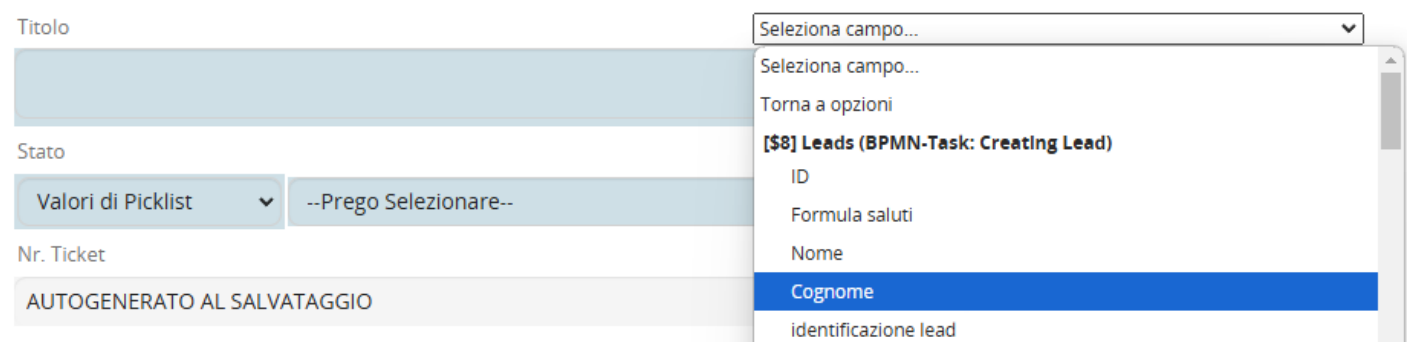 Titolo
Seleziona campo...
Seleziona campo...
Torna a opzioni
[$8] Leads (BPMN-Task: Creating Lead)
ID
Formula saluti
Nome
Cognome
identificazione lead
Stato
Valori di Picklist
--Prego Selezionare--
Nr. Ticket
AUTOGENERATO AL SALVATAGGIO